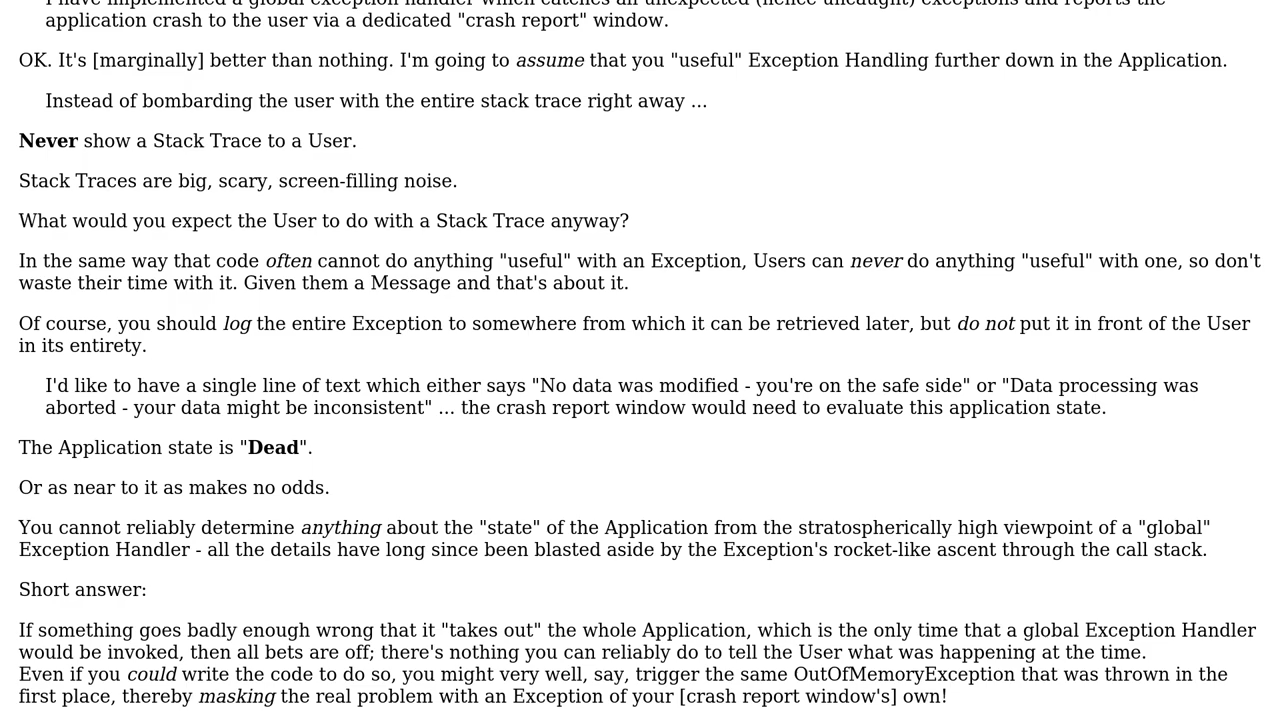 I have implemented a global exception handler which catches all unexpected (hence uncaught) exceptions and reports the
application crash to the user via a dedicated "crash report" window.
OK. It's [marginally] better than nothing. I'm going to assume that you "useful" Exception Handling further down in the Application.
Instead of bombarding the user with the entire stack trace right away ...
Never show a Stack Trace to a User.
Stack Traces are big, scary, screen-filling noise.
What would you expect the User to do with a Stack Trace anyway?
In the same way that code often cannot do anything "useful" with an Exception, Users can never do anything "useful" with one, so don't
waste their time with it. Given them a Message and that's about it.
Of course, you should log the entire Exception to somewhere from which it can be retrieved later, but do not put it in front of the User
in its entirety.
I'd like to have a single line of text which either says "No data was modified - you're on the safe side" or "Data processing was
aborted - your data might be inconsistent" ... the crash report window would need to evaluate this application state.
The Application state is "Dead".
Or as near to it as makes no odds.
You cannot reliably determine anything about the "state" of the Application from the stratospherically high viewpoint of a "global"
Exception Handler - all the details have long since been blasted aside by the Exception's rocket-like ascent through the call stack.
Short answer:
If something goes badly enough wrong that it "takes out" the whole Application, which is the only time that a global Exception Handler
would be invoked, then all bets are off; there's nothing you can reliably do to tell the User what was happening at the time.
Even if you could write the code to do so, you might very well, say, trigger the same OutOfMemoryException that was thrown in the
first place, thereby masking the real problem with an Exception of your [crash report window's] own!